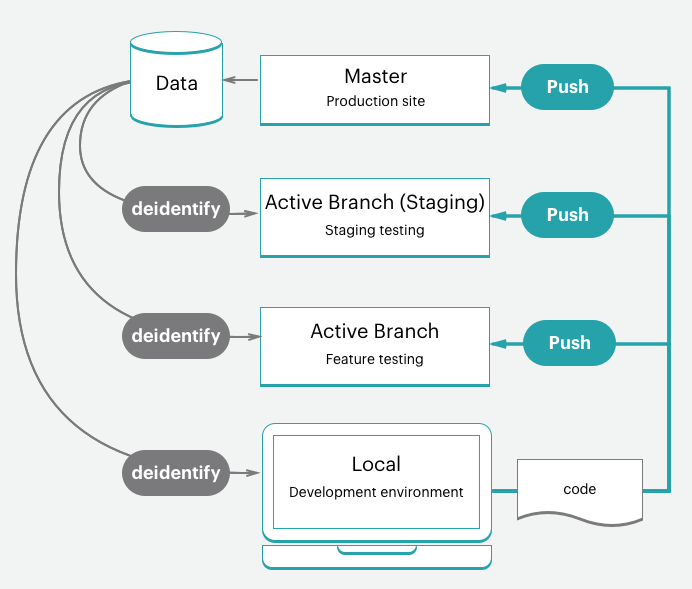 Data
Master
Production site
Push
deidentify
Active Branch (Staging)
Staging testing
Push
deidentify
Active Branch
Feature testing
Push
deidentify
Local
Development environment
code